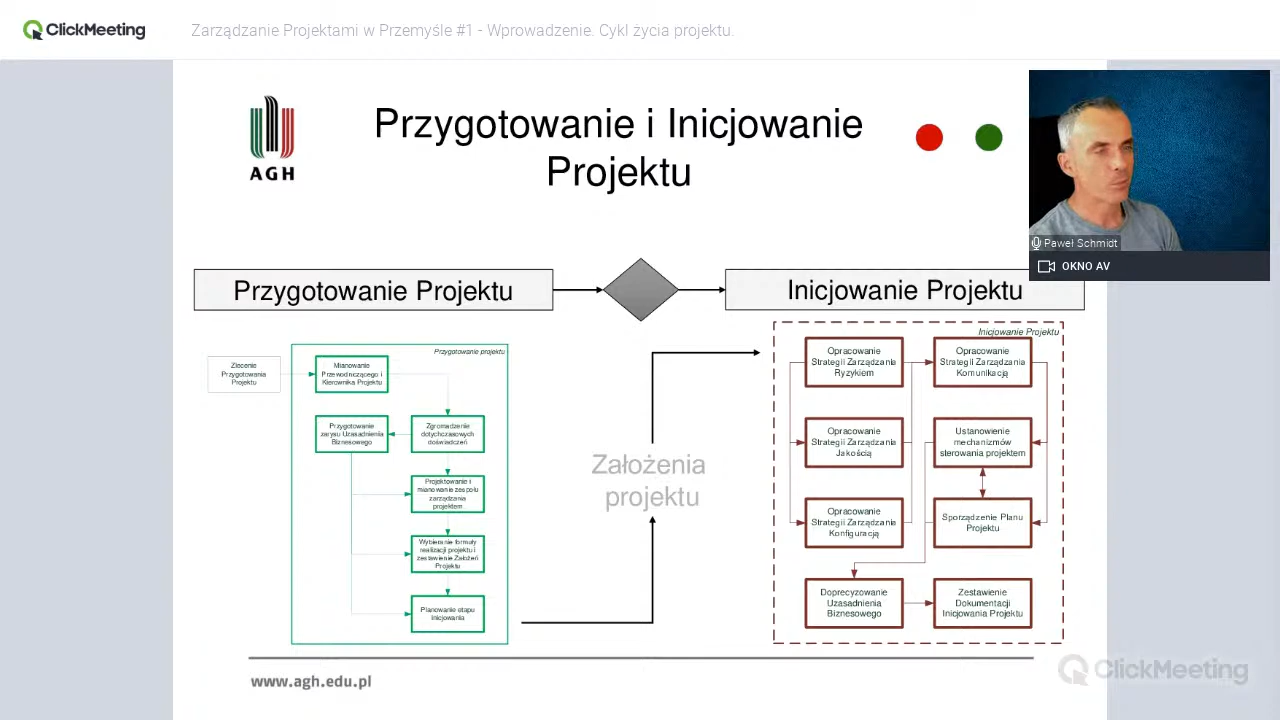 ClickMeeting
Zarządzanie Projektami w Przemyśle #1 - Wprowadzenie. Cykl życia projektu.
AGH
Przygotowanie i Inicjowanie
Projektu
Paweł Schmidt
OKNO AV
Przygotowanie Projektu
Inicjowanie Projektu
Przygotowanie projektu
Zlecenie
Przygotowania
Projektu
Mianowanie
Przewodniczącego i
Kierownika Projektu
Przygotowanie
zarysu Uzasadnienia
Biznesowego
Zgromadzenie
dotychczasowych
doświadczeń
Projektowanie i
mianowanie zespołu
zarządzania
projektem
Wybieranie formuły
realizacji projektu i
zestawienie Założeń
Projektu
Planowanie etapu
Inicjowania
Założenia
projektu
Inicjowanie Projektu
Opracowanie
Strategii Zarządzania
Ryzykiem
Opracowanie
Strategii Zarządzania
Komunikacją
Opracowanie
Strategii Zarządzania
Jakością
Ustanowienie
mechanizmów
sterowania projektem
Opracowanie
Strategii Zarządzania
Konfiguracją
Sporządzenie Planu
Projektu
Doprecyzowanie
Uzasadnienia
Biznesowego
Zestawienie
Dokumentacji
Inicjowania Projektu
www.agh.edu.pl
ClickMeeting